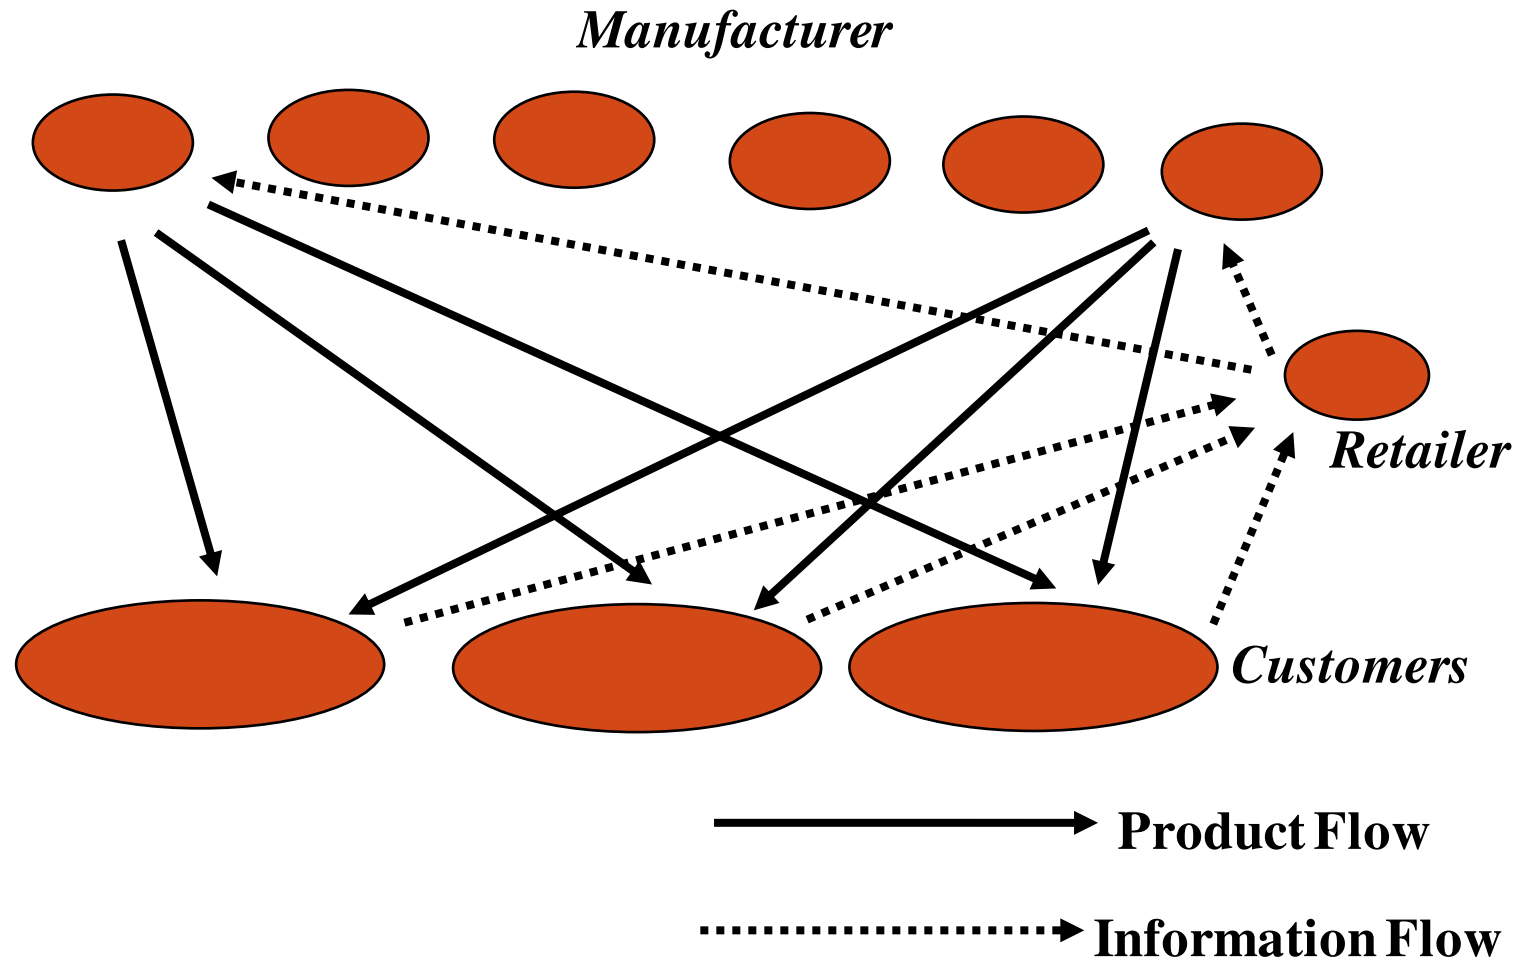 Manufacturer
Retailer
Customers
Product Flow
Information Flow